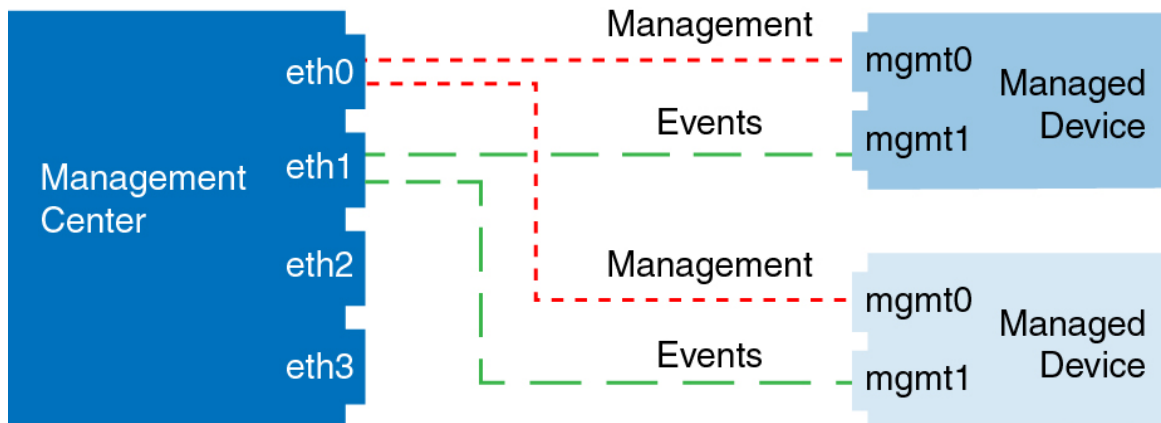 Management
Center
eth0
eth1
eth2
eth3
Management
Events
mgmt0
mgmt1
Managed
Device
Management
Events
mgmt0
mgmt1
Managed
Device